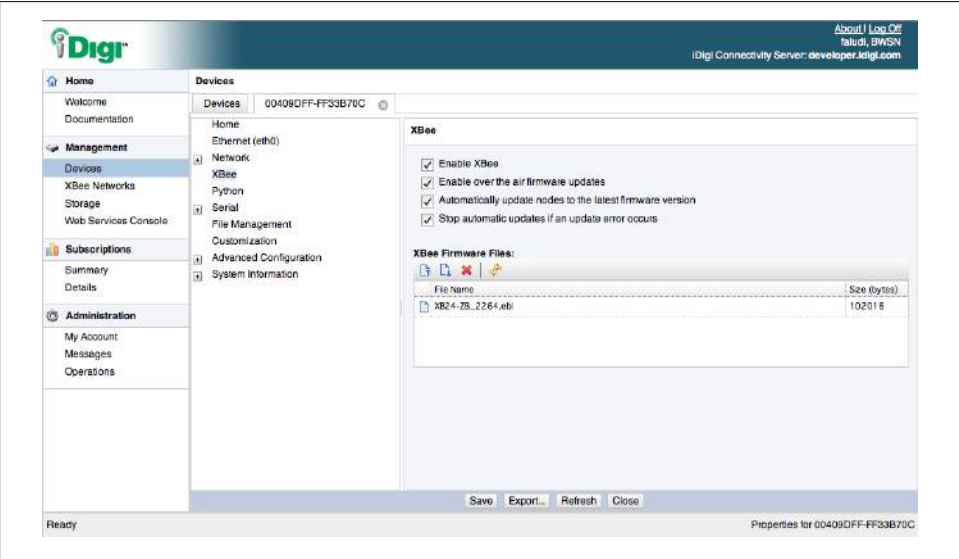 Digi
About | Log Off
faludi, BWSN
iDigi Connectivity Server: developer.idigi.com
Home
Welcome
Documentation
Management
Devices
XBee Networks
Storage
Web Services Console
Subscriptions
Summary
Details
Administration
My Account
Messages
Operations
Devices
Devices
00409DFF-FF33B70C
Home
Ethernet (eth0)
Network
XBee
Python
Serial
File Management
Customization
Advanced Configuration
System Information
XBee
Enable XBee
Enable over the air firmware updates
Automatically update nodes to the latest firmware version
Stop automatic updates if an update error occurs
XBee Firmware Files:
File Name Size (bytes)
XB24-ZB_2264.ebl 102016
Save Export... Refresh Close
Ready
Properties for 00409DFF-FF33B70C